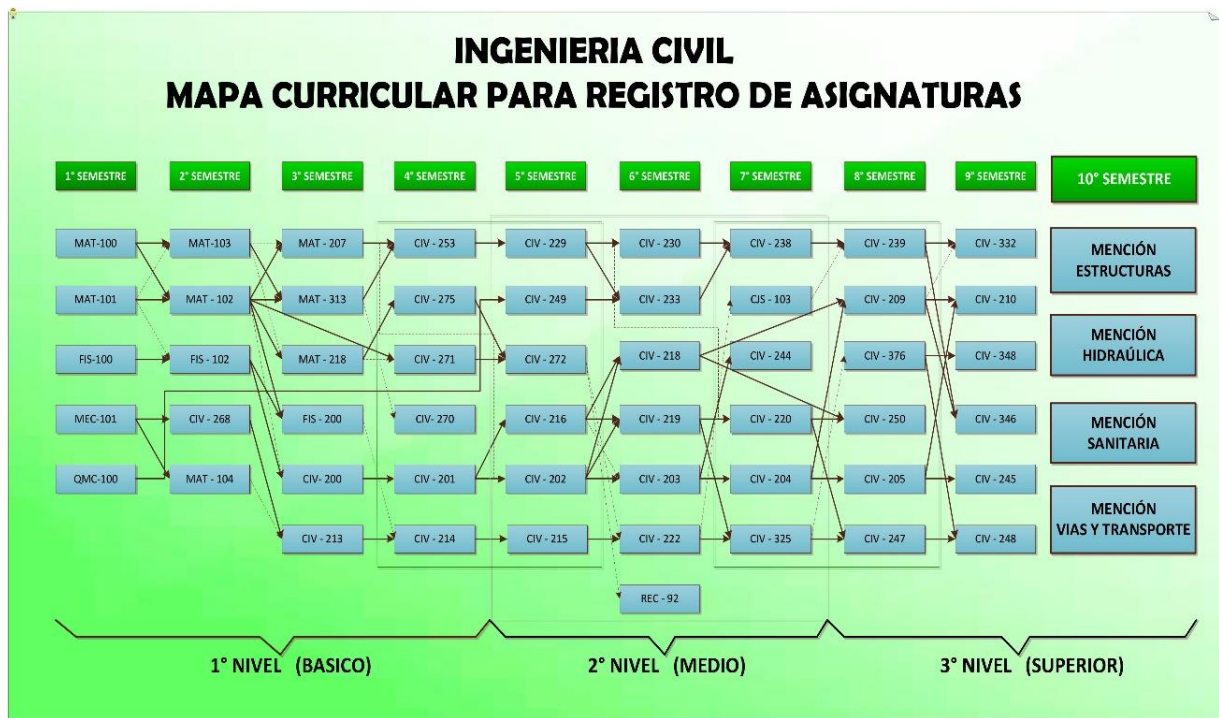 INGENIERIA CIVIL
MAPA CURRICULAR PARA REGISTRO DE ASIGNATURAS
1° SEMESTRE
2° SEMESTRE
3° SEMESTRE
4° SEMESTRE
5° SEMESTRE
6° SEMESTRE
7° SEMESTRE
8° SEMESTRE
9° SEMESTRE
10° SEMESTRE
MAT-100
MAT-103
MAT - 207
CIV - 253
CIV - 229
CIV - 230
CIV - 238
CIV - 239
CIV - 332
MENCIÓN
ESTRUCTURAS
MAT-101
MAT - 102
MAT - 313
CIV - 275
CIV - 249
CIV - 233
CJS - 103
CIV - 209
CIV - 210
MENCIÓN
HIDRAÚLICA
FIS-100
FIS - 102
MAT - 218
CIV - 271
CIV - 272
CIV - 218
CIV - 244
CIV - 376
CIV - 348
MEC-101
CIV - 268
FIS - 200
CIV- 270
CIV - 216
CIV - 219
CIV - 220
CIV - 250
CIV - 346
MENCIÓN
SANITARIA
QMC-100
MAT - 104
CIV- 200
CIV - 201
CIV - 202
CIV - 203
CIV - 204
CIV - 205
CIV - 245
MENCIÓN
VIAS Y TRANSPORTE
CIV - 213
CIV - 214
CIV - 215
CIV - 222
CIV - 325
CIV - 247
CIV - 248
REC - 92
1° NIVEL (BASICO)
2° NIVEL (MEDIO)
3° NIVEL (SUPERIOR)